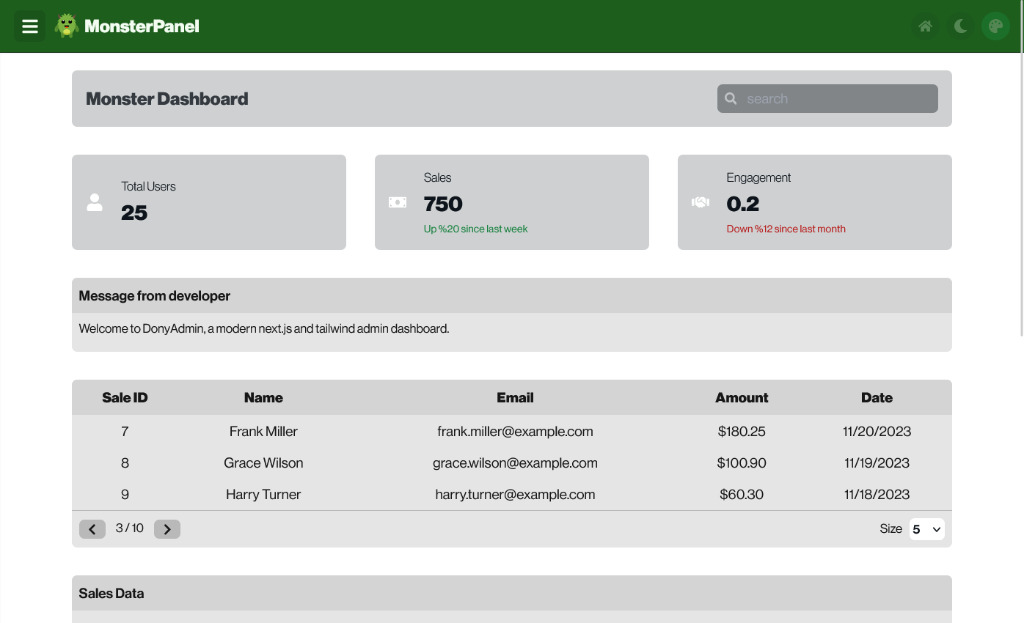 MonsterPanel
Monster Dashboard
search
Total Users
25
Sales
750
Up %20 since last week
Engagement
0.2
Down %12 since last month
Message from developer
Welcome to DonyAdmin, a modern next.js and tailwind admin dashboard.
Sale ID Name Email Amount Date
7 Frank Miller frank.miller@example.com $180.25 11/20/2023
8 Grace Wilson grace.wilson@example.com $100.90 11/19/2023
9 Harry Turner harry.turner@example.com $60.30 11/18/2023
3 / 10 Size 5
Sales Data